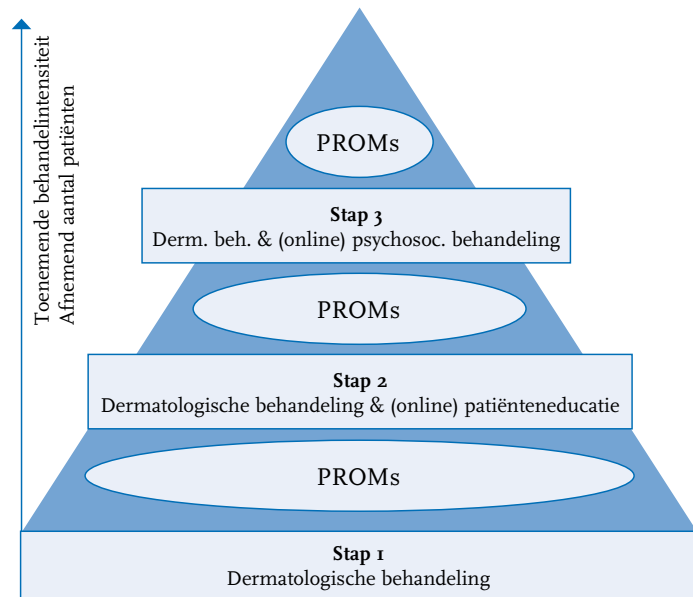 Toenemende behandelintensiteit
Afnemend aantal patiënten
PROMs
Stap 3
Derm. beh. & (online) psychosoc. behandeling
PROMs
Stap 2
Dermatologische behandeling & (online) patiënteneducatie
PROMs
Stap 1
Dermatologische behandeling